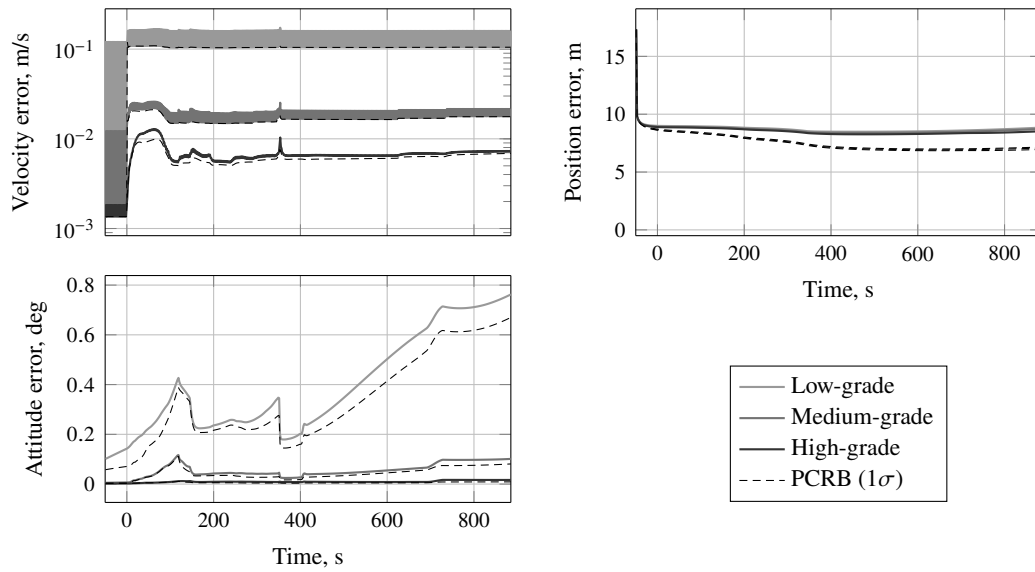 10⁻¹
10⁻²
10⁻³
Velocity error, m/s
15
10
5
0
Position error, m
0 200 400 600 800
Time, s
0.8
0.6
0.4
0.2
0
Attitude error, deg
0 200 400 600 800
Time, s
Low-grade
Medium-grade
High-grade
PCRB (1σ)